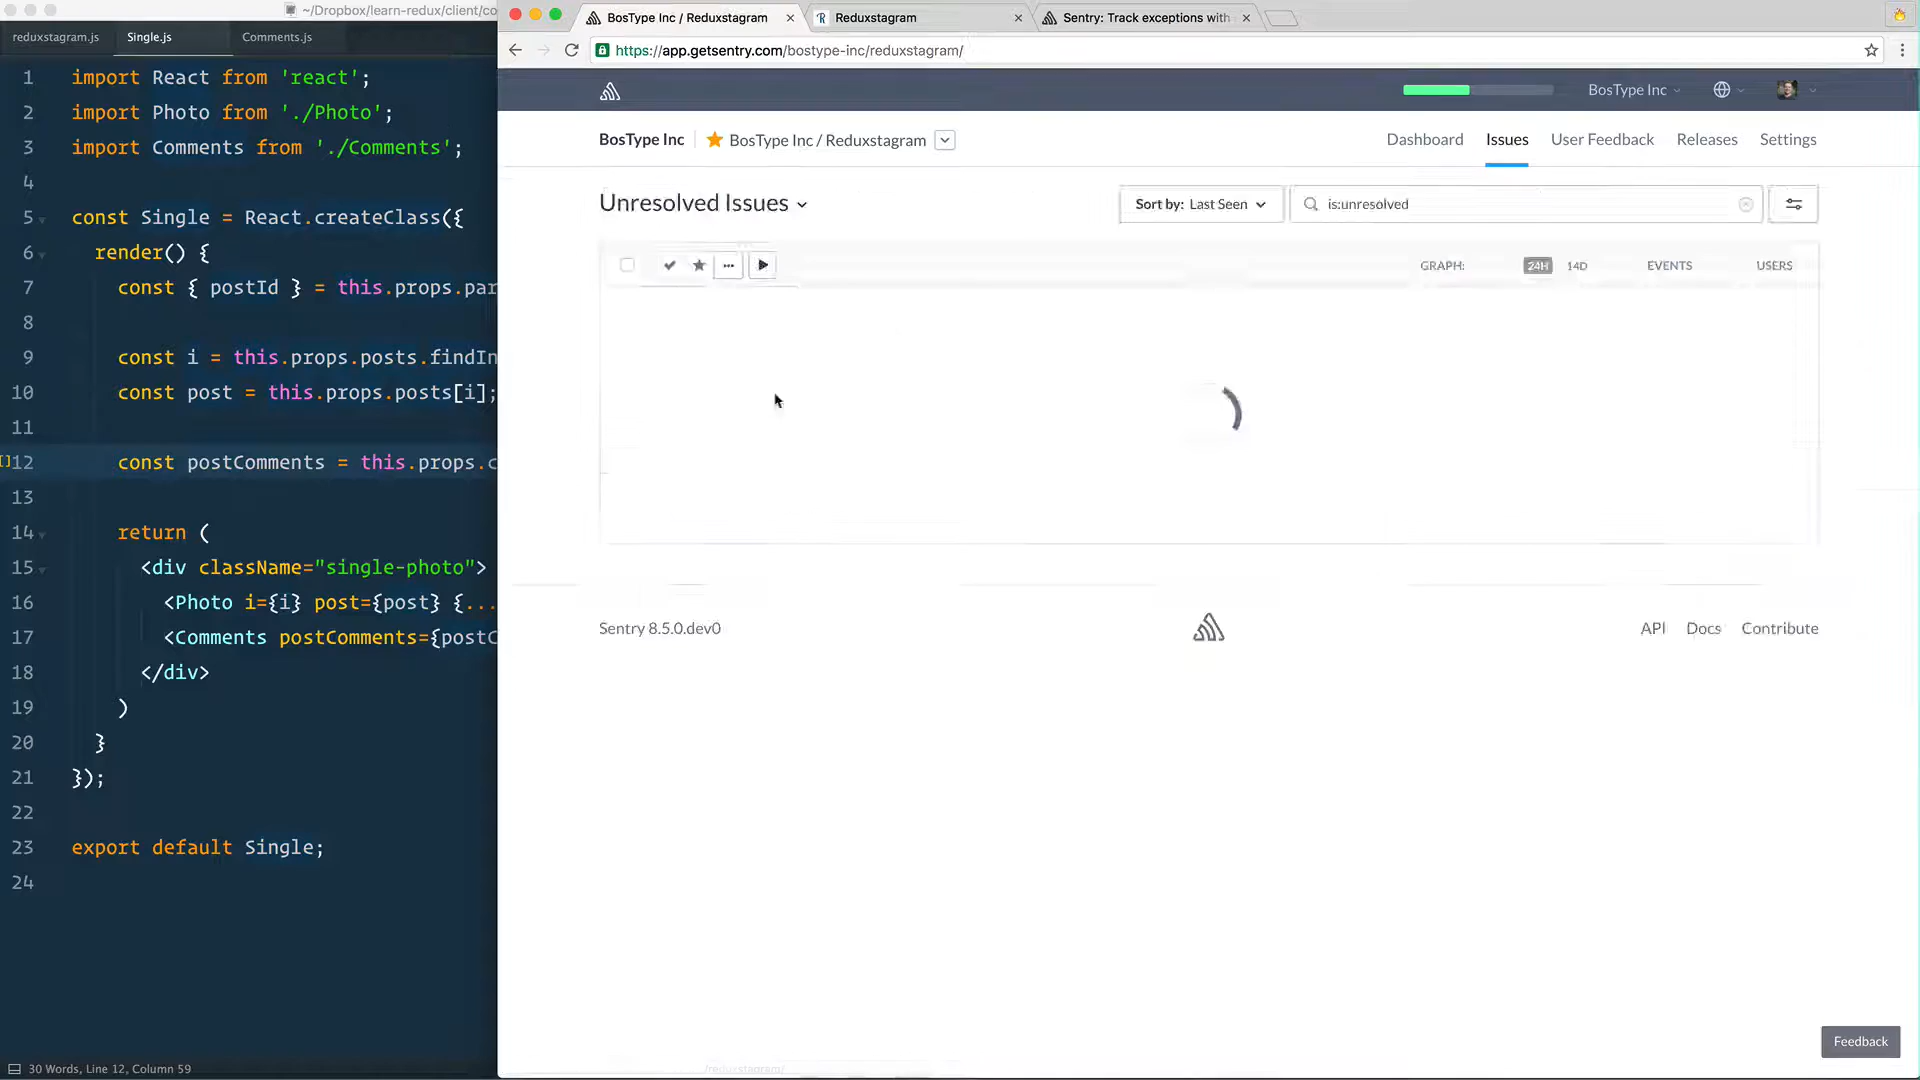 ~/Dropbox/learn-redux/client/co
reduxstagram.js
Single.js
Comments.js
1 import React from 'react';
2 import Photo from './Photo';
3 import Comments from './Comments';
4
5 const Single = React.createClass({
6 render() {
7 const { postId } = this.props.par
8
9 const i = this.props.posts.findIn
10 const post = this.props.posts[i];
11
12 const postComments = this.props.c
13
14 return (
15 <div className="single-photo">
16 <Photo i={i} post={post} {...
17 <Comments postComments={postC
18 </div>
19 )
20 }
21 });
22
23 export default Single;
24
30 Words, Line 12, Column 59
BosType Inc / Reduxstagram
Reduxstagram
Sentry: Track exceptions with
https://app.getsentry.com/bostype-inc/reduxstagram/
BosType Inc
BosType Inc
BosType Inc / Reduxstagram
Dashboard
Issues
User Feedback
Releases
Settings
Unresolved Issues
Sort by: Last Seen
is:unresolved
GRAPH:
24H
14D
EVENTS
USERS
Sentry 8.5.0.dev0
API
Docs
Contribute
Feedback
/reduxstagram/